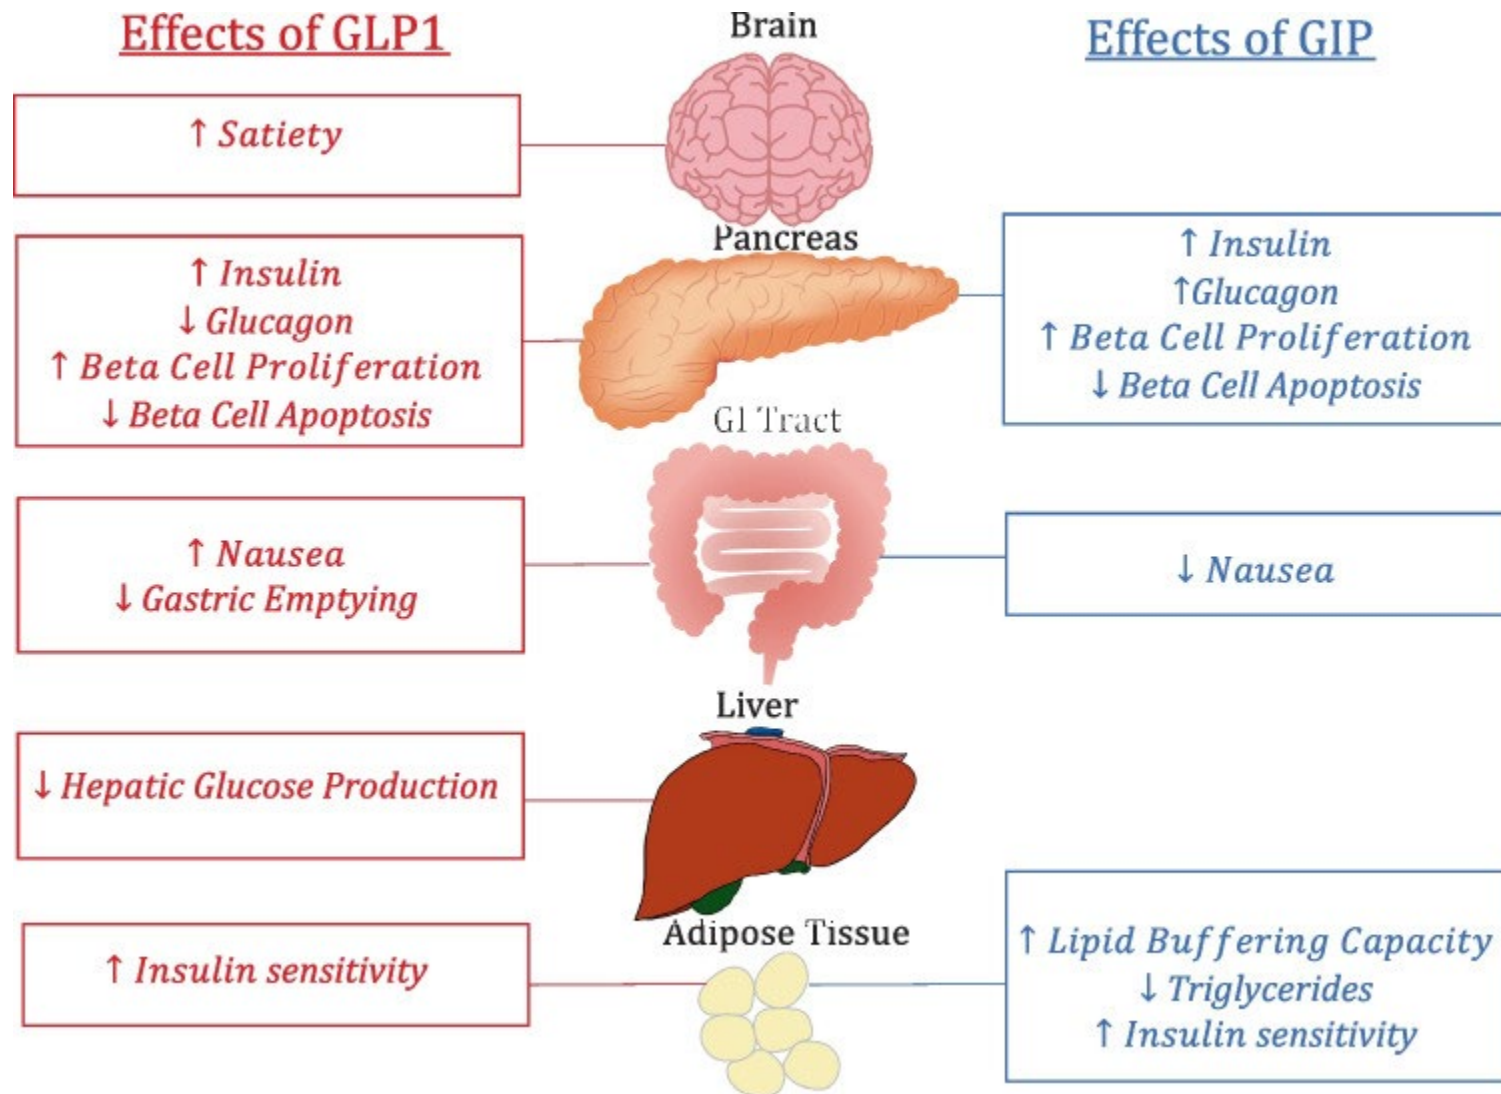 Effects of GLP1
Brain
Effects of GIP
↑ Satiety
Pancreas
↑ Insulin
↓ Glucagon
↑ Beta Cell Proliferation
↓ Beta Cell Apoptosis
↑ Insulin
↑Glucagon
↑ Beta Cell Proliferation
↓ Beta Cell Apoptosis
GI Tract
↑ Nausea
↓ Gastric Emptying
↓ Nausea
Liver
↓ Hepatic Glucose Production
Adipose Tissue
↑ Insulin sensitivity
↑ Lipid Buffering Capacity
↓ Triglycerides
↑ Insulin sensitivity